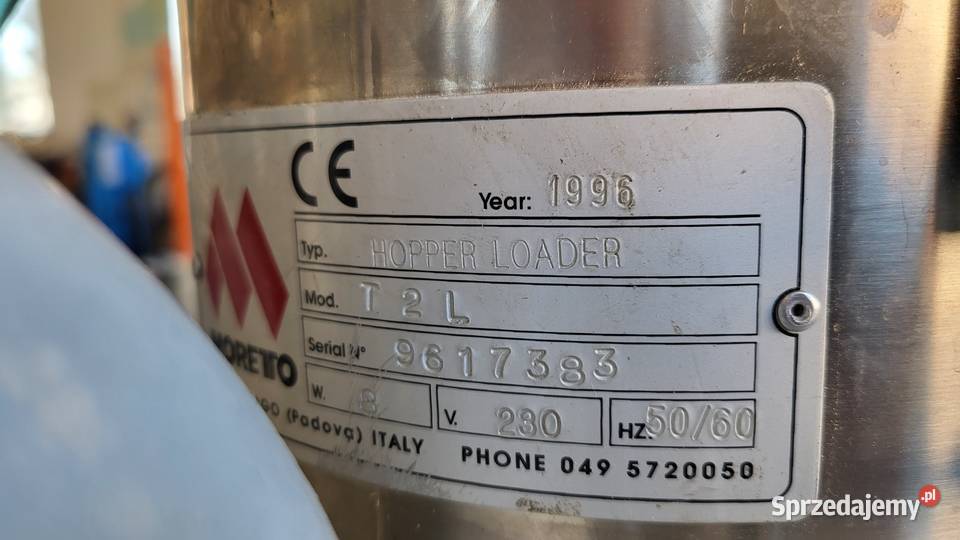 CE
Year: 1996
Typ. HOPPER LOADER
Mod. T2L
Serial N° 9617383
MORETTO
W. 8 V. 230 HZ. 50/60
(Padova) ITALY PHONE 049 5720050
Sprzedajemy.pl